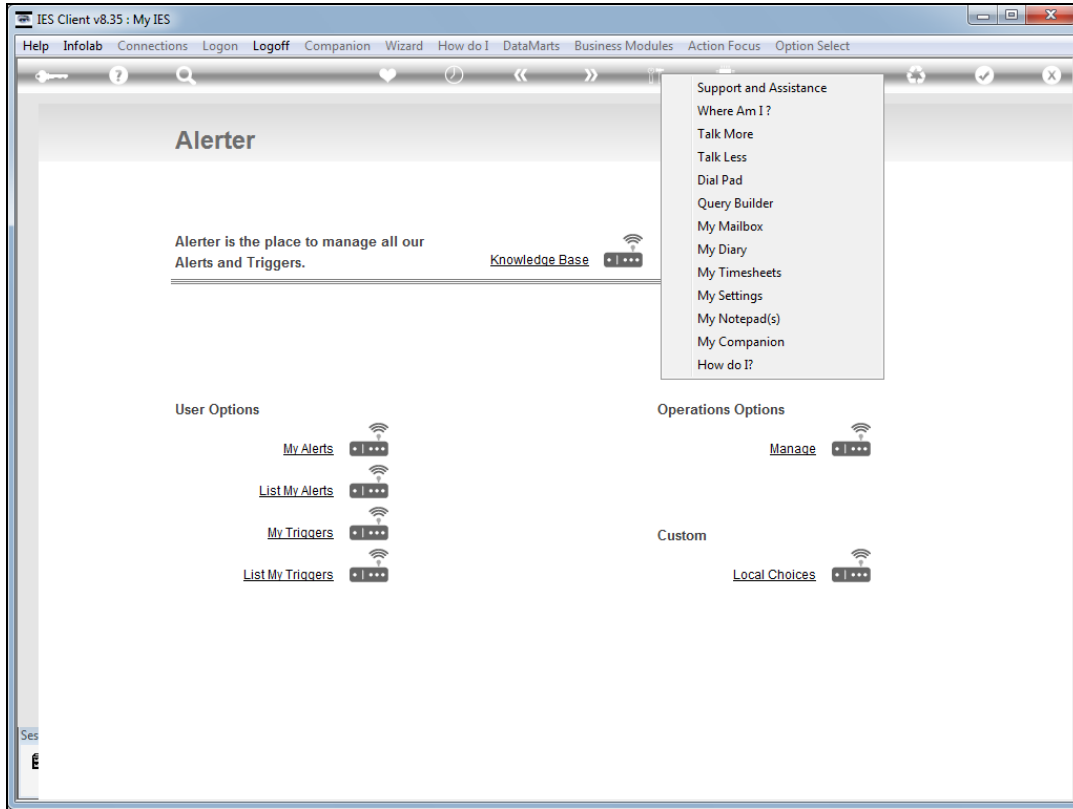 IES Client v8.35 : My IES
Help Infolab Connections Logon Logoff Companion Wizard How do I DataMarts Business Modules Action Focus Option Select
Support and Assistance
Where Am I ?
Talk More
Talk Less
Dial Pad
Query Builder
My Mailbox
My Diary
My Timesheets
My Settings
My Notepad(s)
My Companion
How do I?
Alerter
Alerter is the place to manage all our
Alerts and Triggers.
Knowledge Base
User Options
My Alerts
List My Alerts
My Triggers
List My Triggers
Operations Options
Manage
Custom
Local Choices
Ses